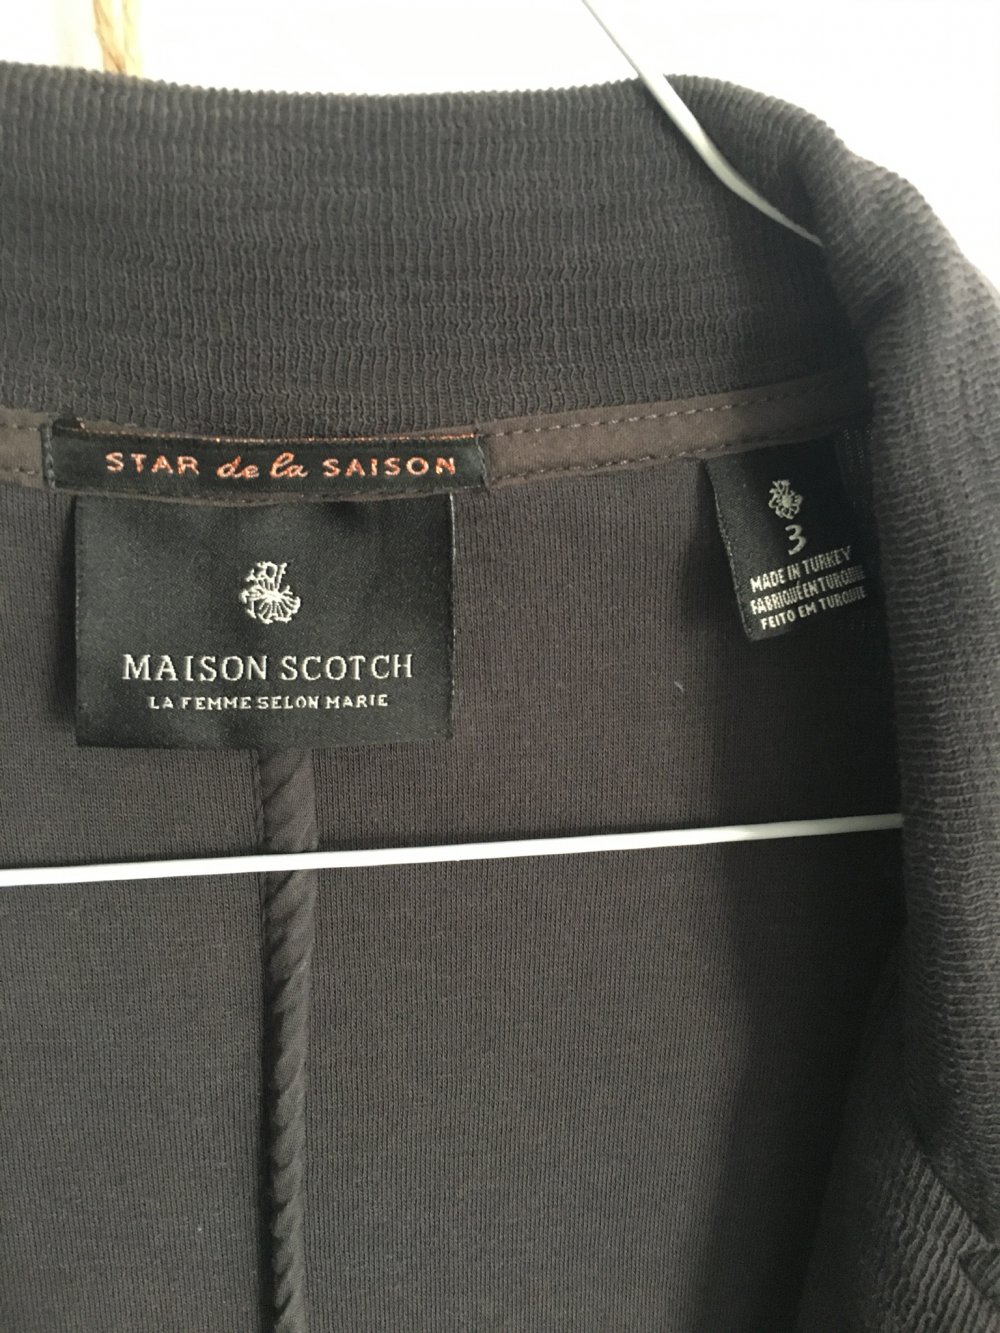 STAR de la SAISON
MAISON SCOTCH
LA FEMME SELON MARIE
3
MADE IN TURKEY
FABRIQUÉ EN TURQUIE
FEITO EM TURQUIE